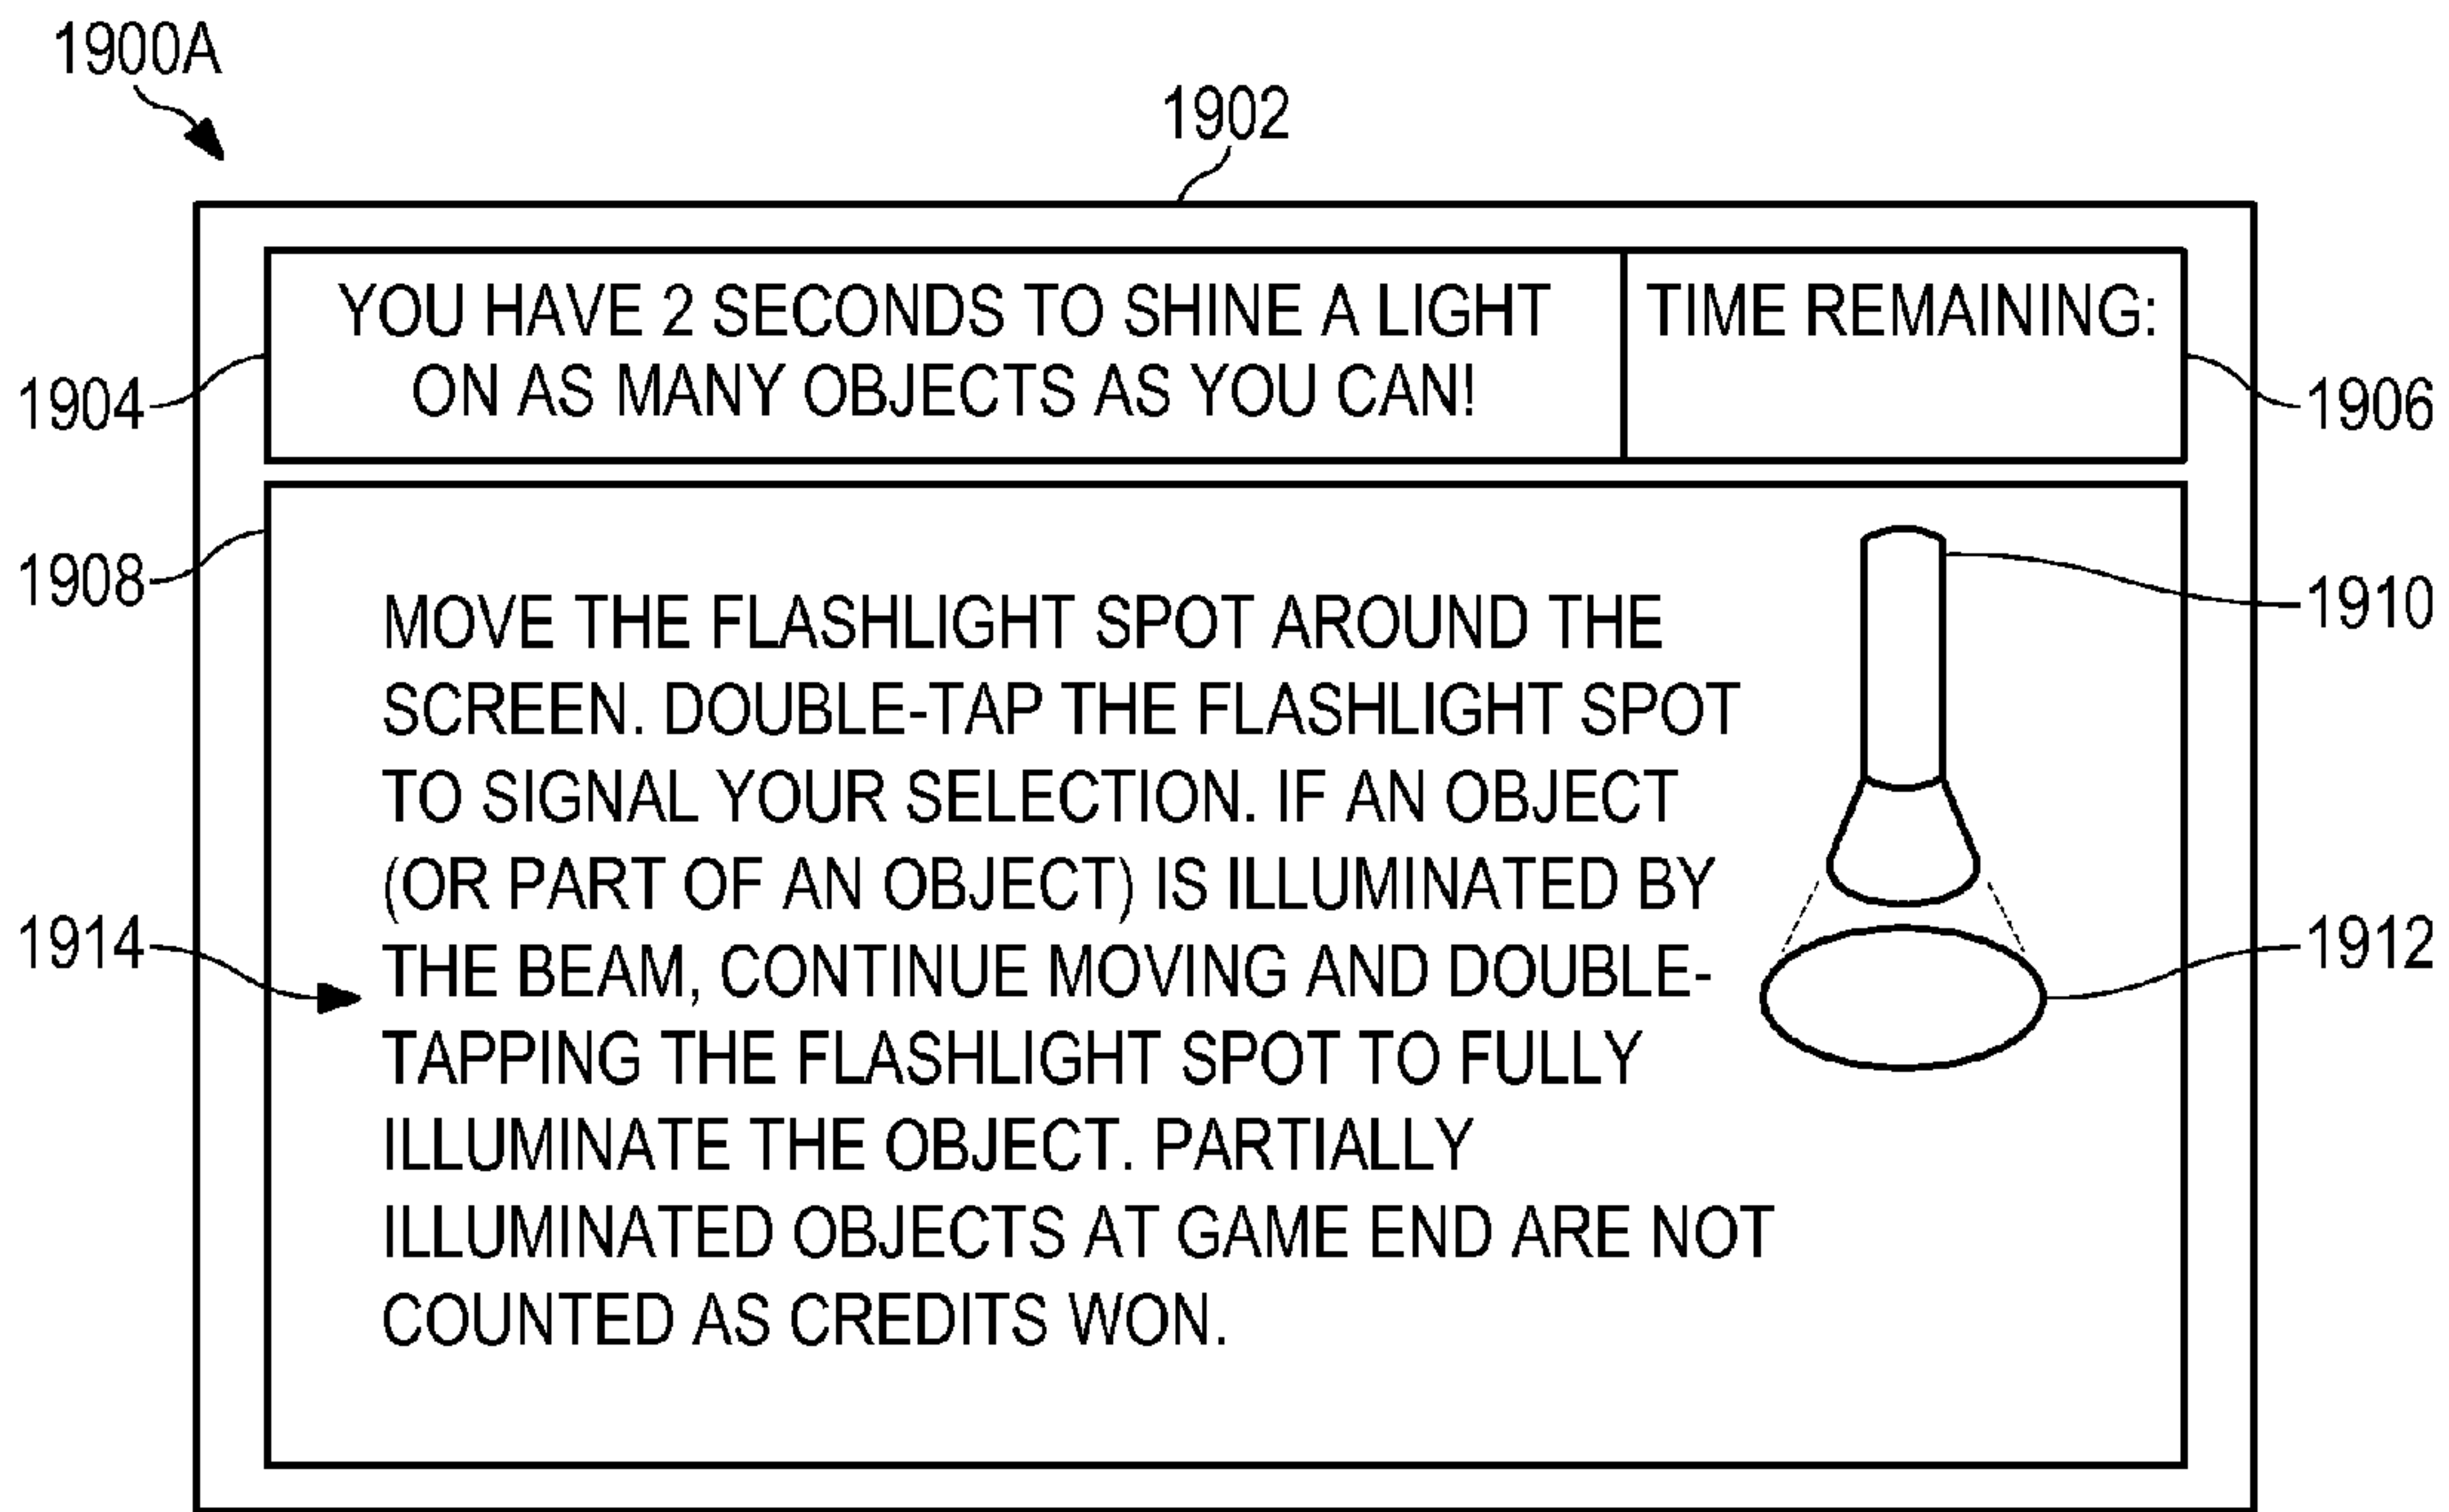 1900A
1902
YOU HAVE 2 SECONDS TO SHINE A LIGHT
ON AS MANY OBJECTS AS YOU CAN!
TIME REMAINING:
1904
1906
1908
1910
MOVE THE FLASHLIGHT SPOT AROUND THE
SCREEN. DOUBLE-TAP THE FLASHLIGHT SPOT
TO SIGNAL YOUR SELECTION. IF AN OBJECT
(OR PART OF AN OBJECT) IS ILLUMINATED BY
THE BEAM, CONTINUE MOVING AND DOUBLE-
TAPPING THE FLASHLIGHT SPOT TO FULLY
ILLUMINATE THE OBJECT. PARTIALLY
ILLUMINATED OBJECTS AT GAME END ARE NOT
COUNTED AS CREDITS WON.
1914
1912